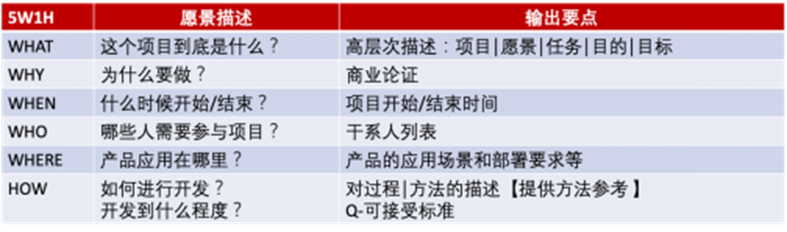 5W1H 愿景描述 输出要点
WHAT 这个项目到底是什么? 高层次描述:项目|愿景|任务|目的|目标
WHY 为什么要做? 商业论证
WHEN 什么时候开始/结束? 项目开始/结束时间
WHO 哪些人需要参与项目? 干系人列表
WHERE 产品应用在哪里? 产品的应用场景和部署要求等
HOW 如何进行开发? 对过程|方法的描述【提供方法参考】
开发到什么程度? Q-可接受标准